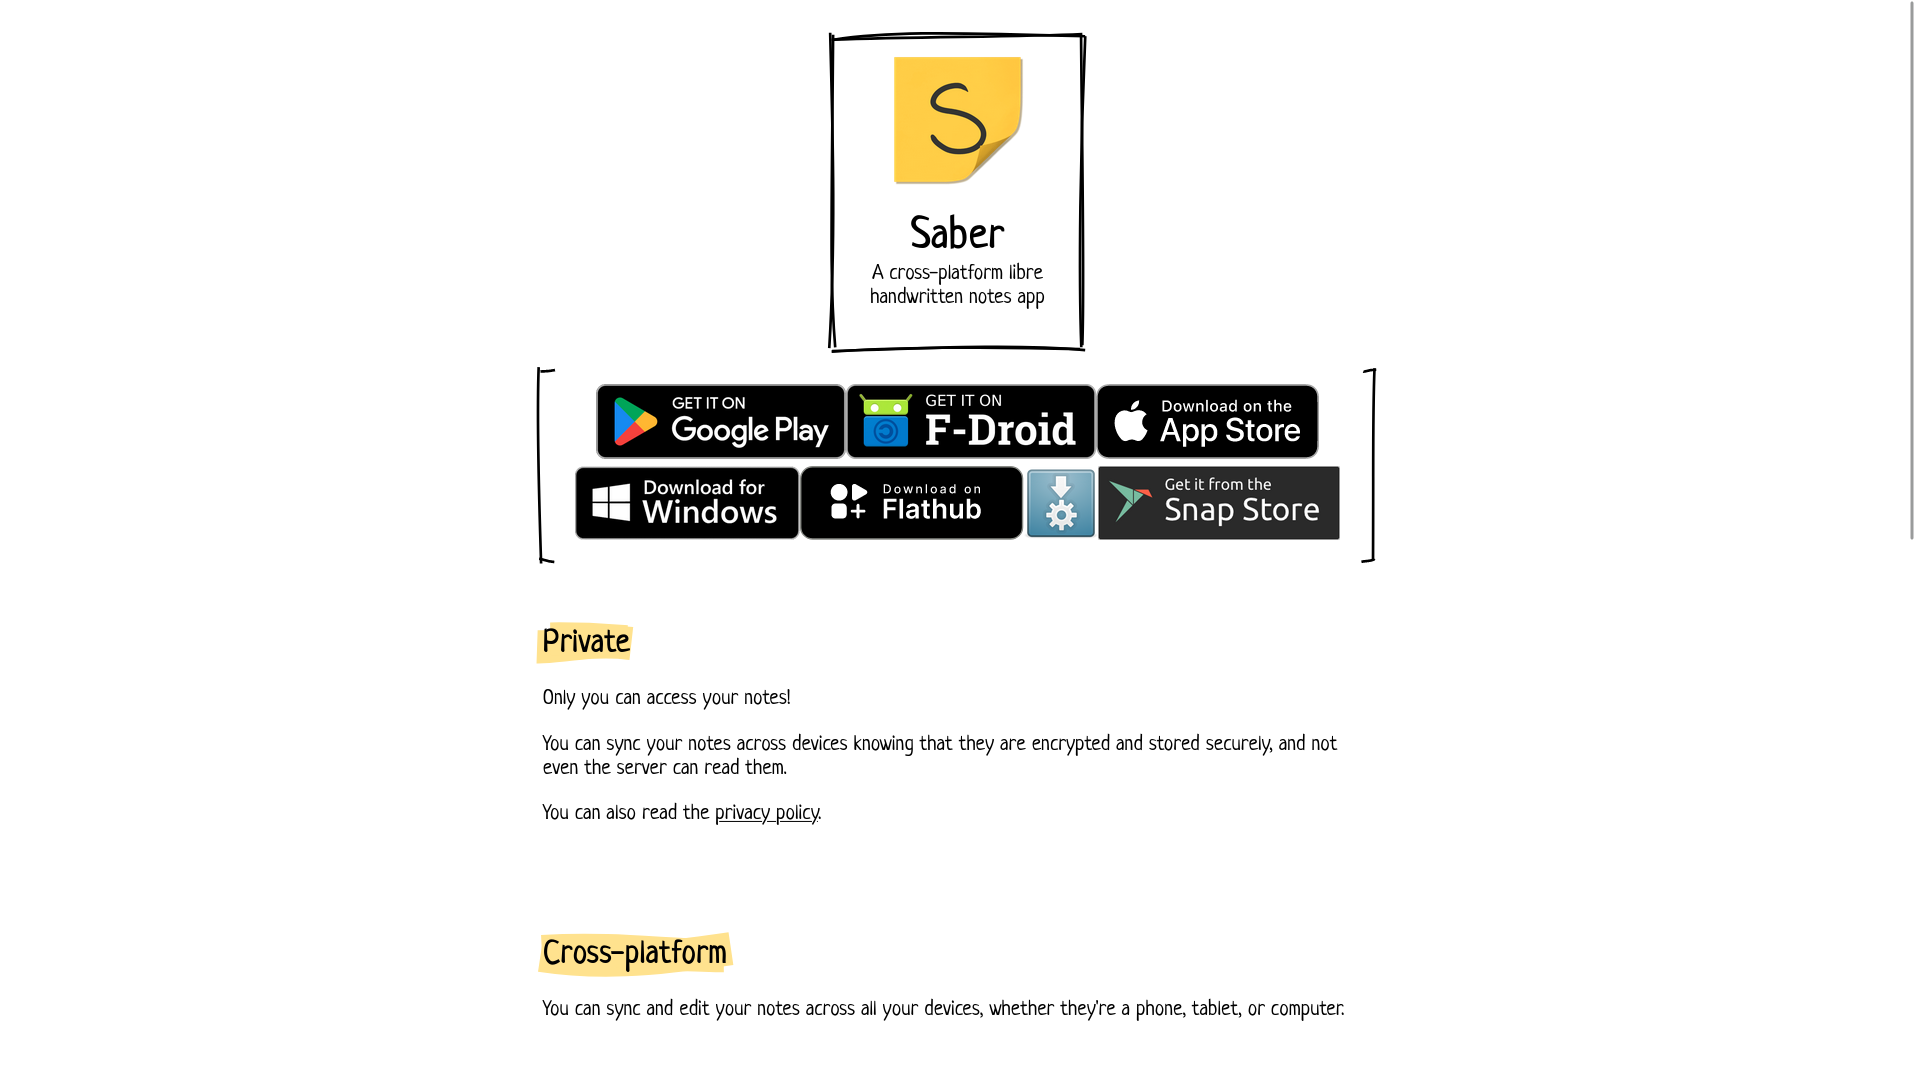 S
Saber
A cross-platform libre
handwritten notes app
GET IT ON
Google Play
GET IT ON
F-Droid
Download on the
App Store
Download for
Windows
Download on
Flathub
Get it from the
Snap Store
Private
Only you can access your notes!
You can sync your notes across devices knowing that they are encrypted and stored securely, and not
even the server can read them.
You can also read the privacy policy.
Cross-platform
You can sync and edit your notes across all your devices, whether they're a phone, tablet, or computer.